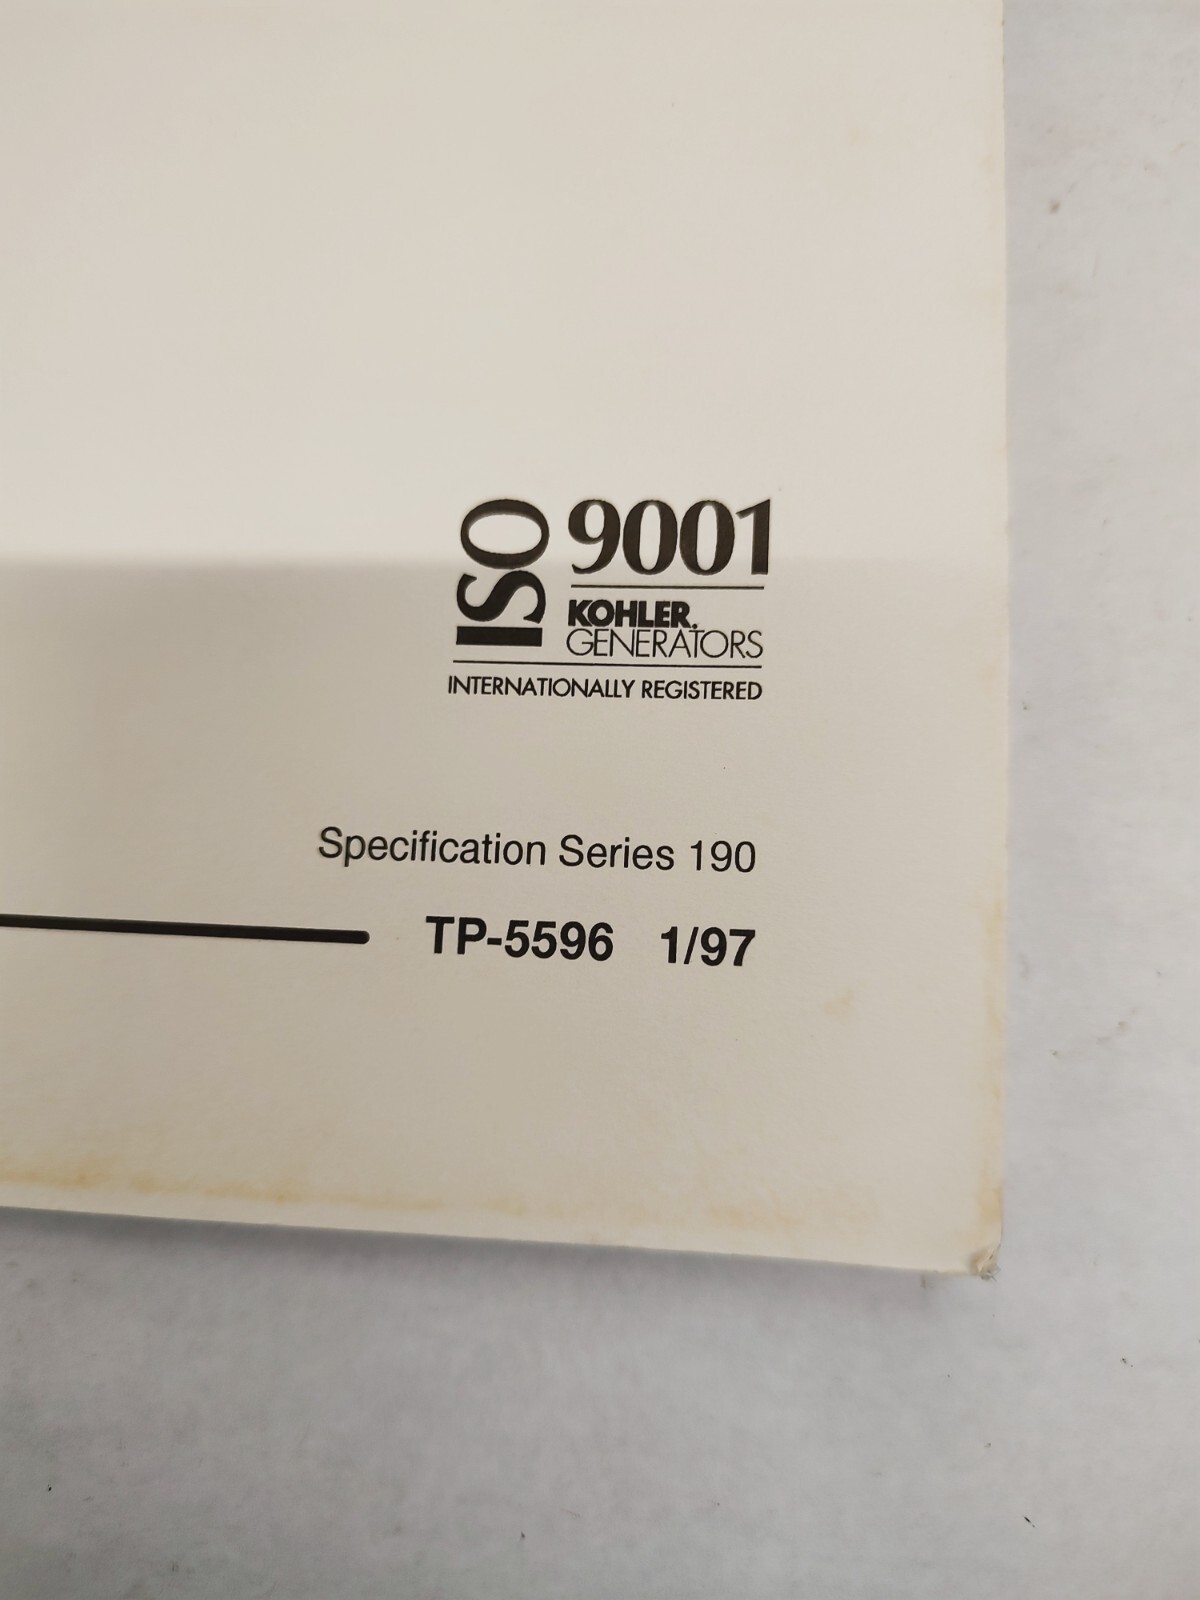 ISO 9001
KOHLER.
GENERATORS
INTERNATIONALLY REGISTERED
Specification Series 190
TP-5596 1/97